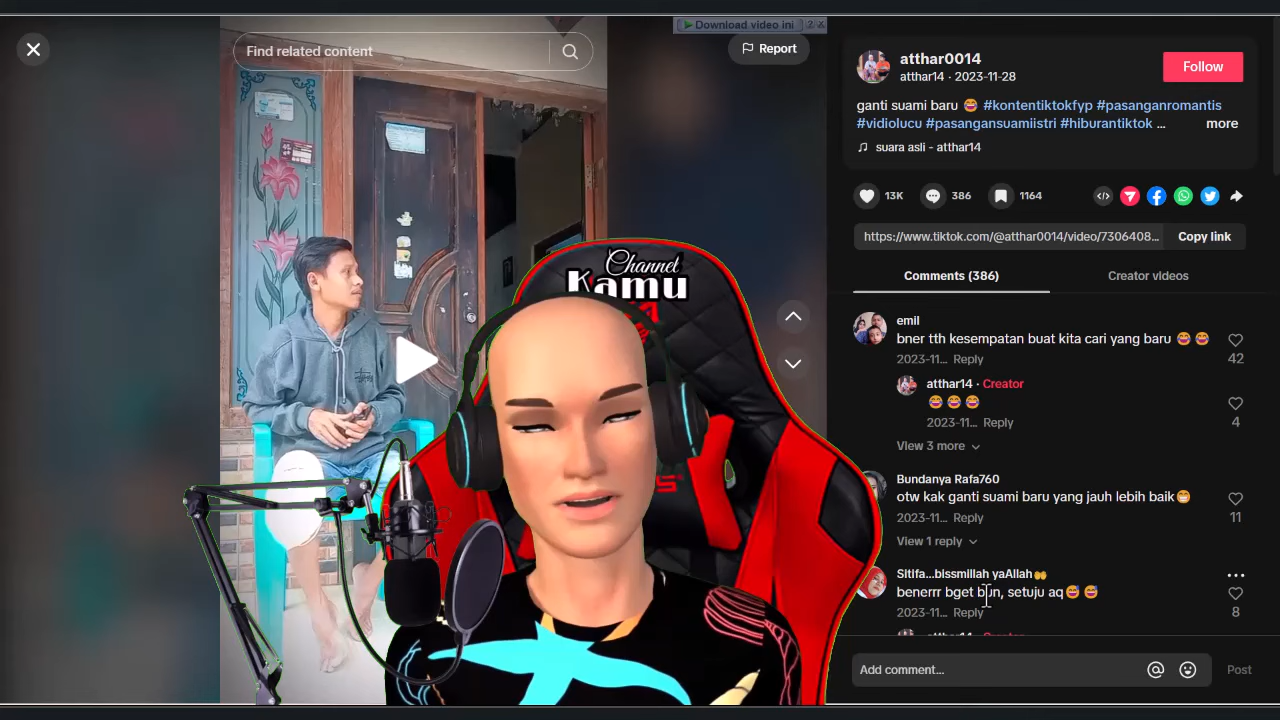 Download video ini ? X
Find related content
Report
atthar0014
atthar14 · 2023-11-28
Follow
ganti suami baru 😂 #kontentiktokfyp #pasanganromantis
#vidiolucu #pasangansuamiistri #hiburantiktok ... more
♫ suara asli - atthar14
13K 386 1164
https://www.tiktok.com/@atthar0014/video/7306408... Copy link
Comments (386) Creator videos
emil
bner tth kesempatan buat kita cari yang baru 😂 😂
2023-11... Reply 42
atthar14 · Creator
😂 😂 😂
2023-11... Reply 4
View 3 more
Bundanya Rafa760
otw kak ganti suami baru yang jauh lebih baik😁
2023-11... Reply 11
View 1 reply
Sitifa...bissmillah yaAllah🤲
benerrr bget bun, setuju aq😅 😅
2023-11... Reply 8
atthar14 · Creator
Add comment...
Post
Channel
Kamu